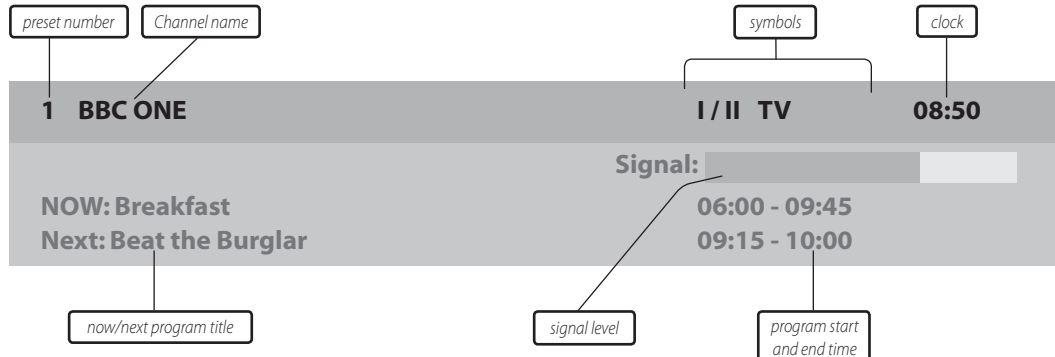 preset number Channel name symbols clock
1 BBC ONE I / II TV 08:50
Signal:
NOW: Breakfast 06:00 - 09:45
Next: Beat the Burglar 09:15 - 10:00
now/next program title signal level program start
and end time